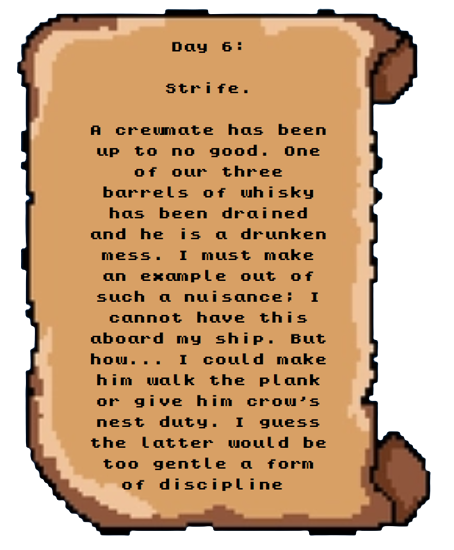 Day 6:
Strife.
A crewmate has been
up to no good. One
of our three
barrels of whisky
has been drained
and he is a drunken
mess. I must make
an example out of
such a nuisance; I
cannot have this
aboard my ship. But
how... I could make
him walk the plank
or give him crow's
nest duty. I guess
the latter would be
too gentle a form
of discipline